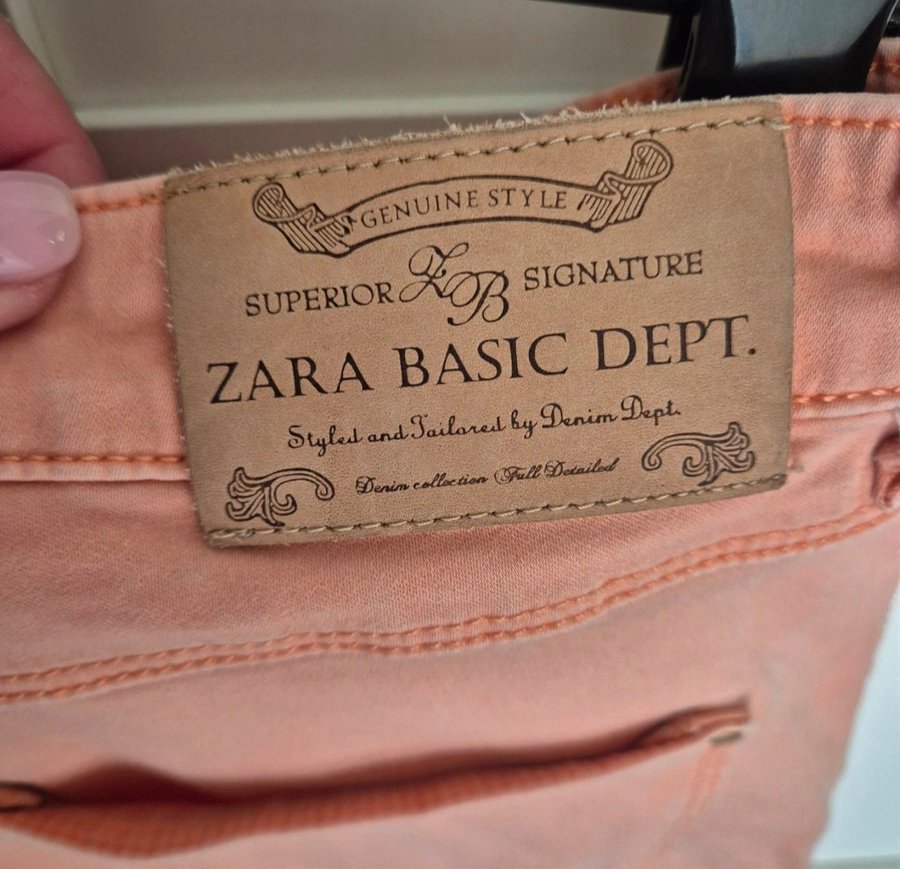 GENUINE STYLE
SUPERIOR ZB SIGNATURE
ZARA BASIC DEPT.
Styled and Tailored by Denim Dept.
Denim collection Full Detailed